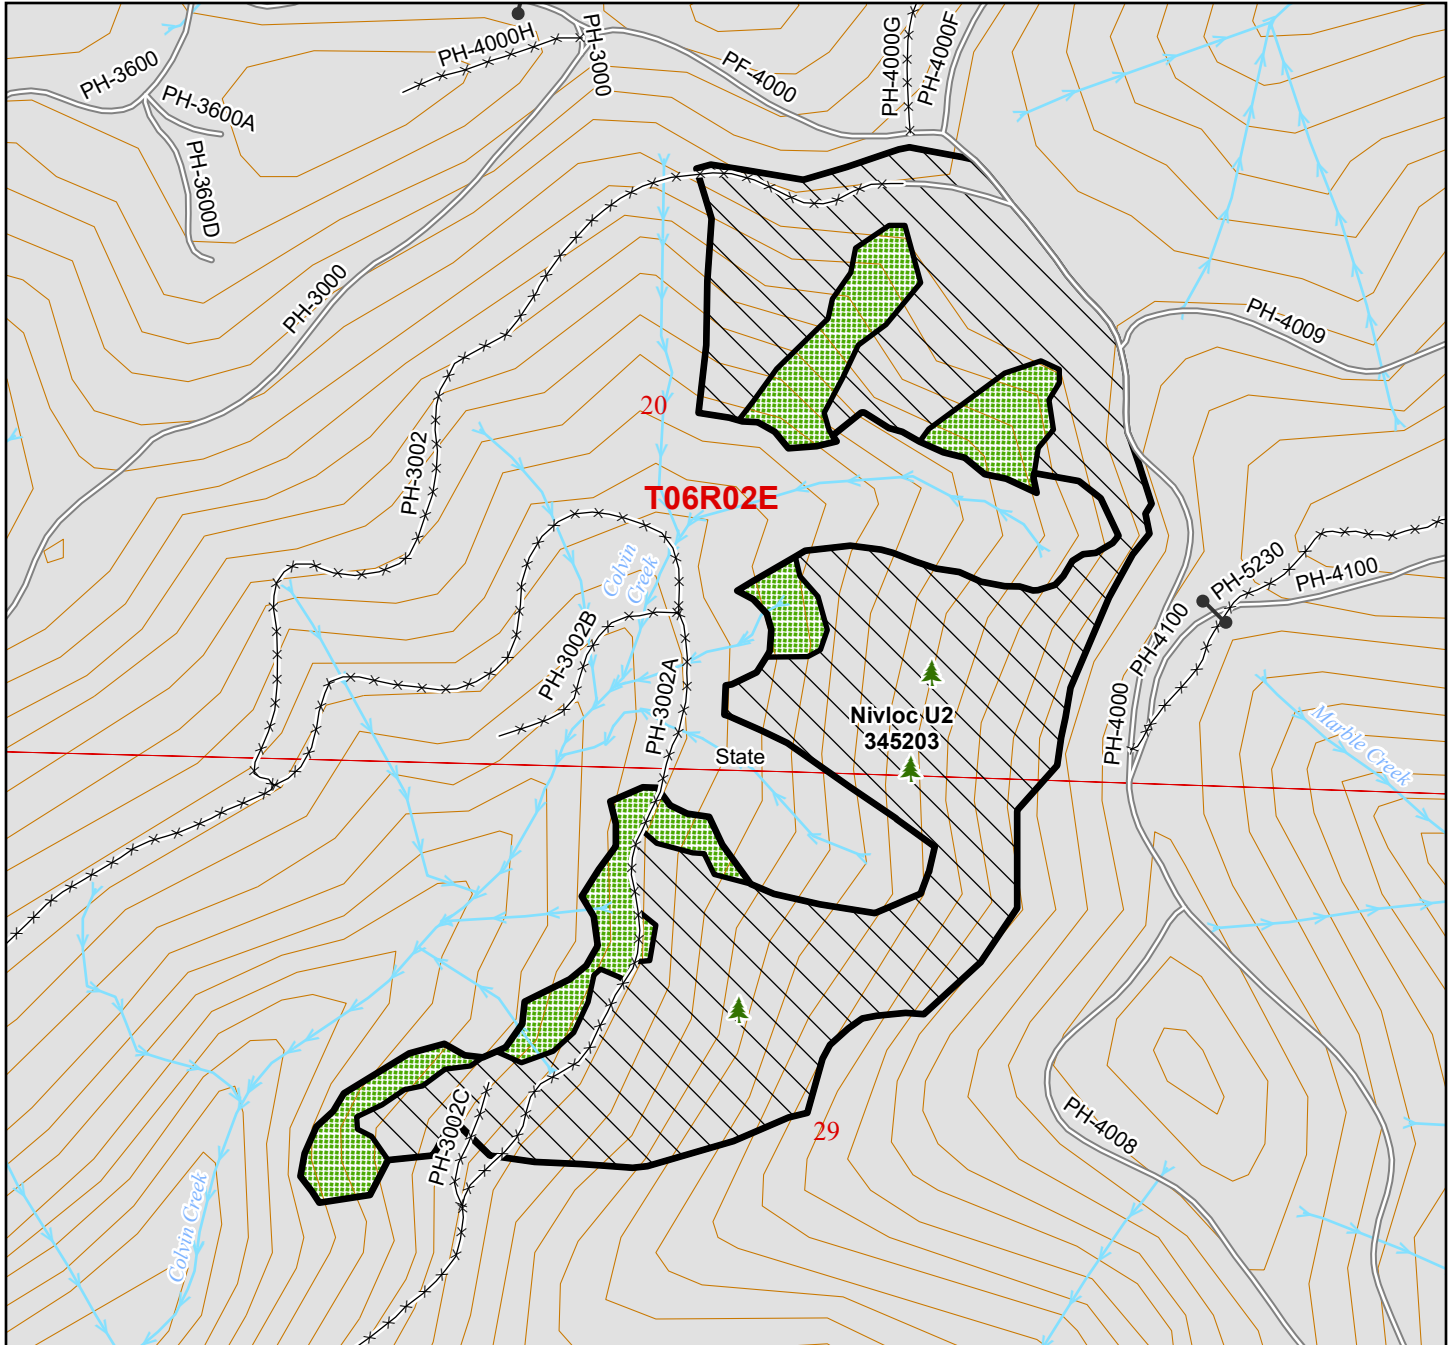 PH-4000H
PH-3000
PH-4000G
PH-4000F
PF-4000
PH-3600
PH-3600A
PH-3600D
PH-3000
PH-4009
20
PH-3002
T06R02E
Colvin
Creek
PH-5230
PH-4100
PH-3002B
PH-4100
PH-3002A
PH-4000
Nivloc U2
345203
State
Marble Creek
PH-3002C
29
PH-4008
Colvin Creek